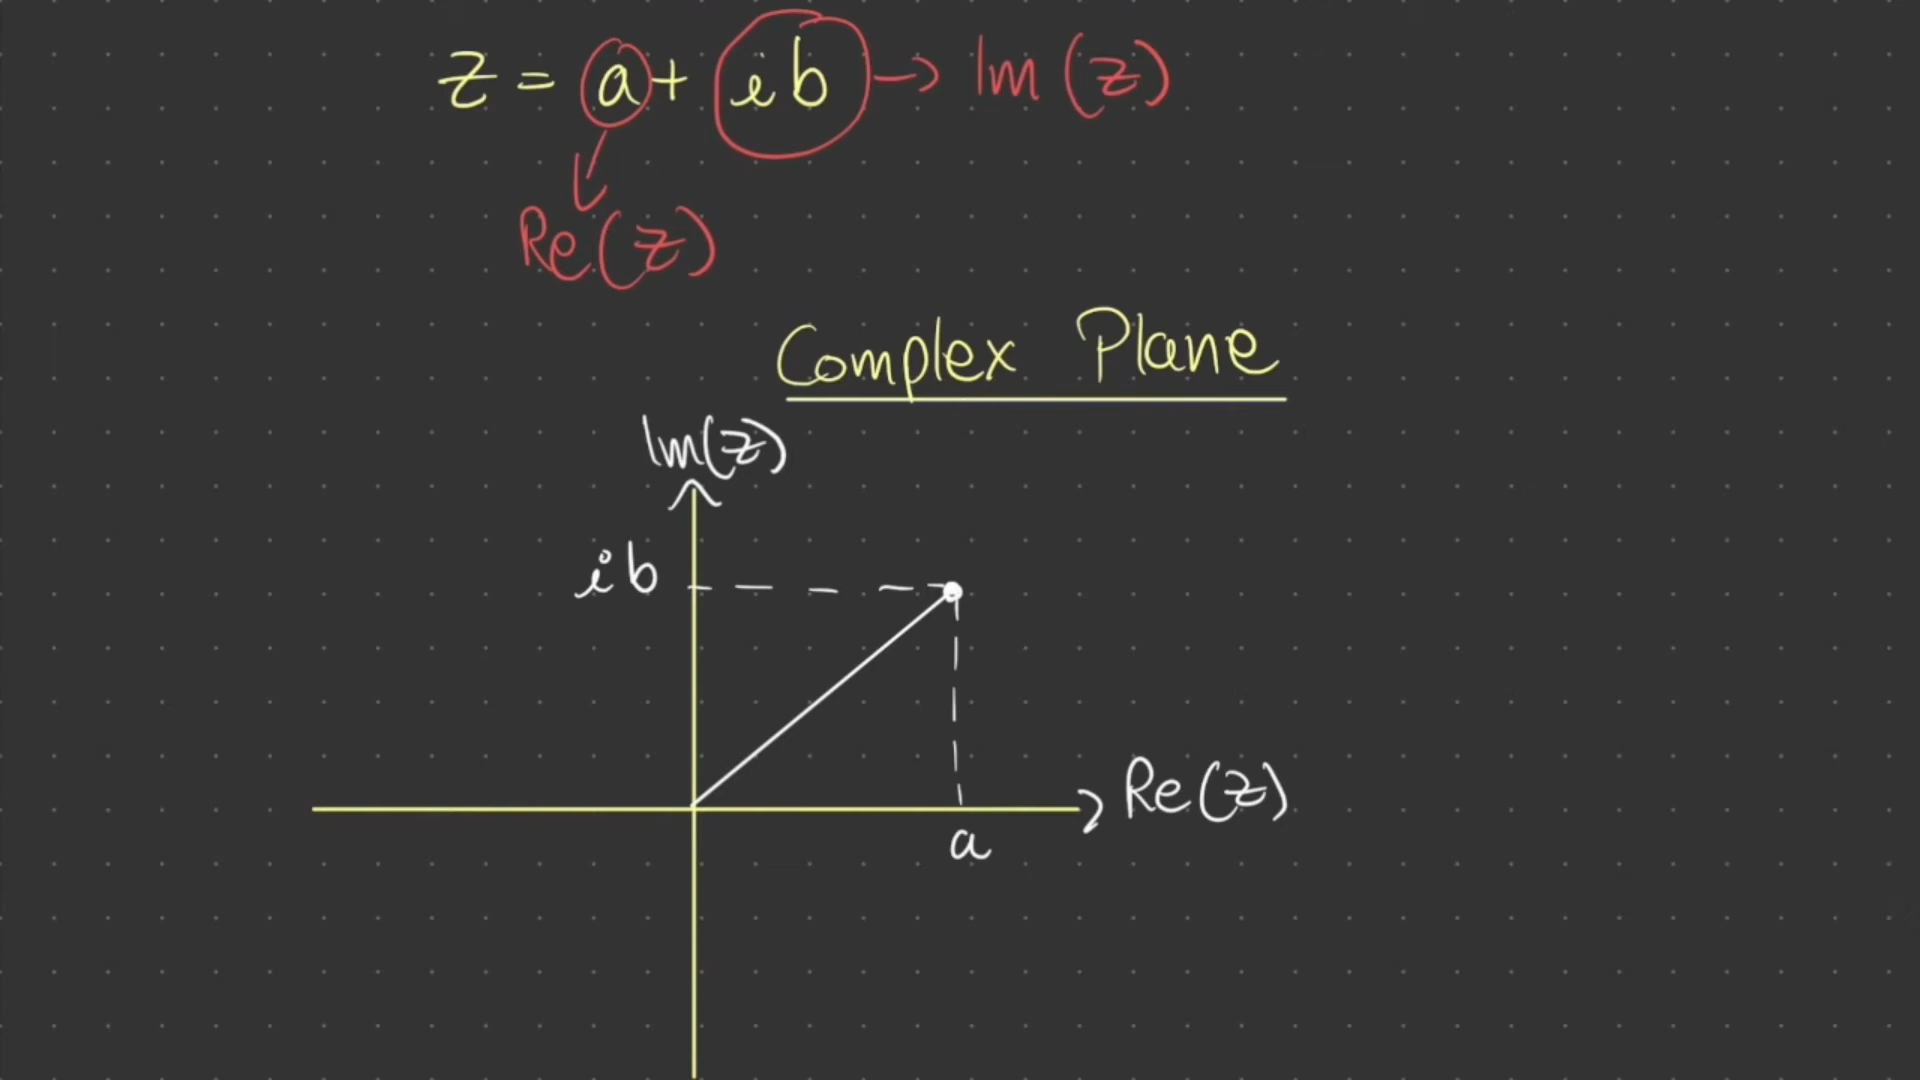 z = a + ib → Im(z)
Re(z)
Complex Plane
Im(z)
ib
Re(z)
a